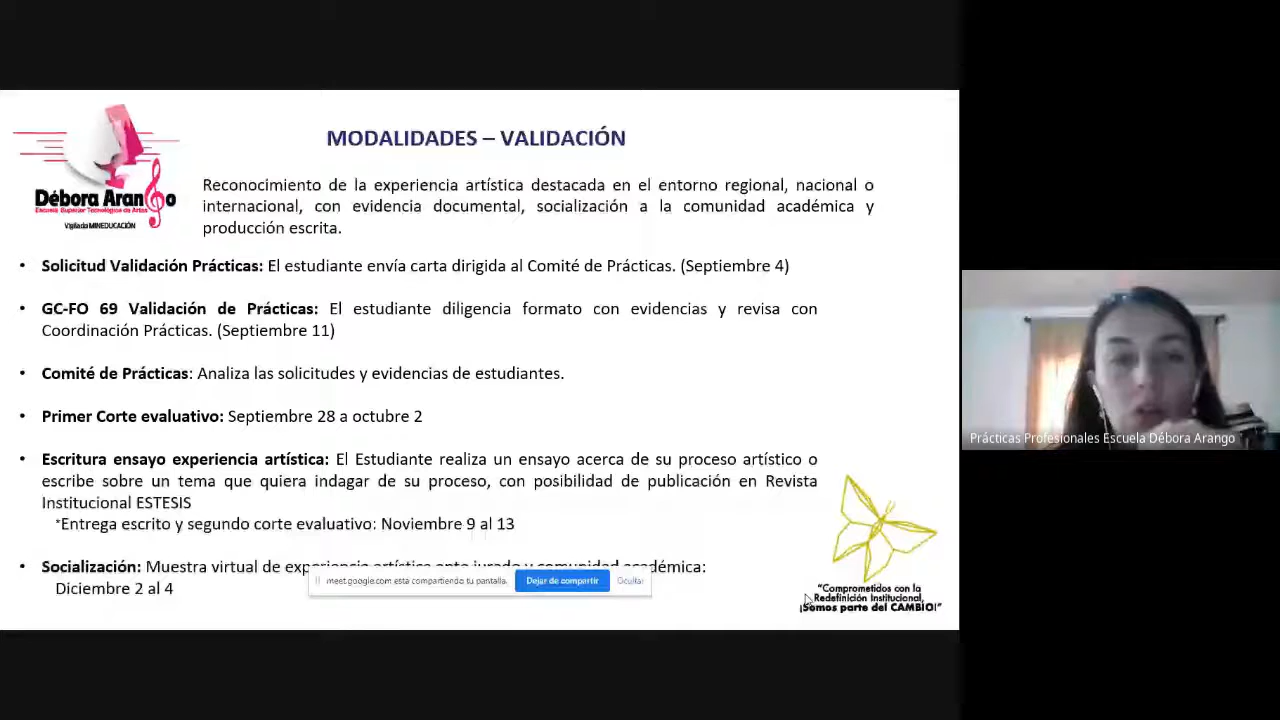 MODALIDADES – VALIDACIÓN
Débora Arango
Escuela Superior Tecnológica de Artes
Vigilada MINEDUCACIÓN
Reconocimiento de la experiencia artística destacada en el entorno regional, nacional o
internacional, con evidencia documental, socialización a la comunidad académica y
producción escrita.
• Solicitud Validación Prácticas: El estudiante envía carta dirigida al Comité de Prácticas. (Septiembre 4)
• GC-FO 69 Validación de Prácticas: El estudiante diligencia formato con evidencias y revisa con
Coordinación Prácticas. (Septiembre 11)
• Comité de Prácticas: Analiza las solicitudes y evidencias de estudiantes.
• Primer Corte evaluativo: Septiembre 28 a octubre 2
• Escritura ensayo experiencia artística: El Estudiante realiza un ensayo acerca de su proceso artístico o
escribe sobre un tema que quiera indagar de su proceso, con posibilidad de publicación en Revista
Institucional ESTESIS
*Entrega escrito y segundo corte evaluativo: Noviembre 9 al 13
• Socialización: Muestra virtual de experiencia artística ante jurado y comunidad académica:
Diciembre 2 al 4
meet.google.com está compartiendo tu pantalla.
Dejar de compartir
Ocultar
"Comprometidos con la
Redefinición Institucional,
¡Somos parte del CAMBIO!"
Prácticas Profesionales Escuela Débora Arango